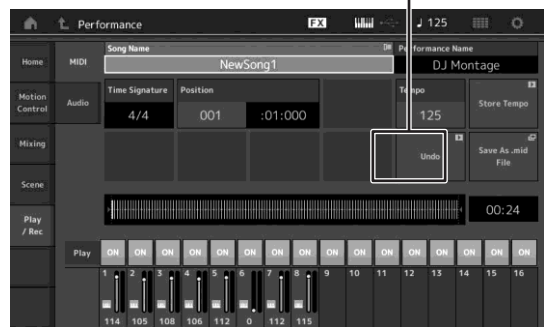 Performance FX 125
Song Name Performance Name
NewSong1 DJ Montage
Home MIDI
Motion Control Audio
Time Signature Position Tempo Store Tempo
4/4 001 :01:000 125
Mixing Undo Save As .mid File
Scene
Play / Rec 00:24
Play ON ON ON ON ON ON ON ON ON ON ON ON ON ON ON ON
1 2 3 4 5 6 7 8 9 10 11 12 13 14 15 16
114 105 108 106 112 0 112 115